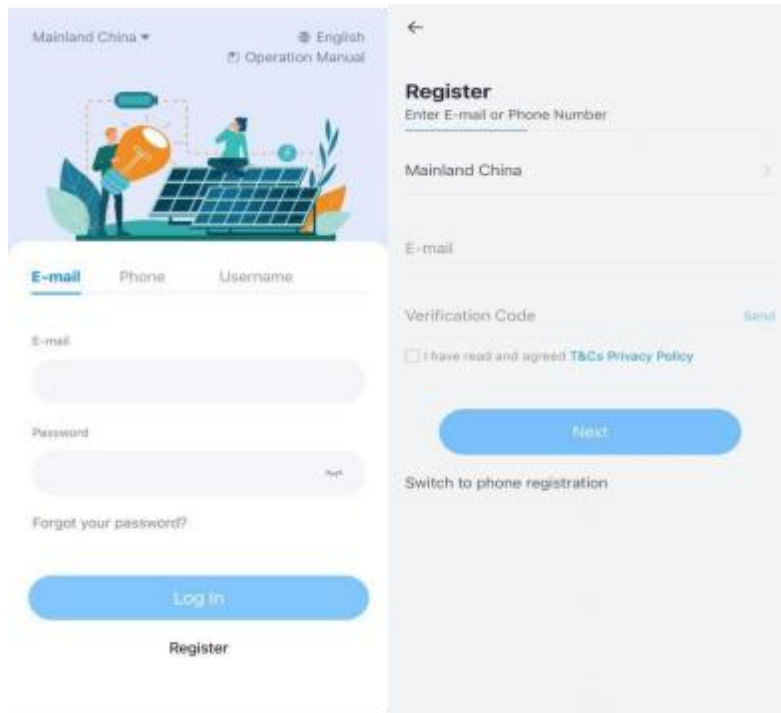 Mainland China
English
Operation Manual
E-mail Phone Username
E-mail
Password
Forgot your password?
Log In
Register
Register
Enter E-mail or Phone Number
Mainland China
E-mail
Verification Code Send
I have read and agreed T&Cs Privacy Policy
Next
Switch to phone registration